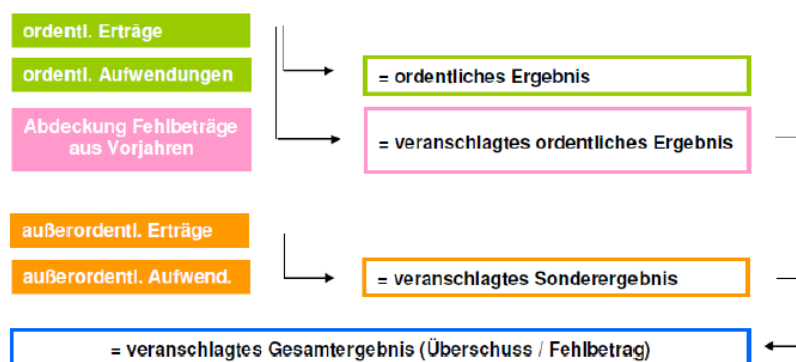 ordentl. Erträge
ordentl. Aufwendungen
= ordentliches Ergebnis
Abdeckung Fehlbeträge
aus Vorjahren
= veranschlagtes ordentliches Ergebnis
außerordentl. Erträge
außerordentl. Aufwend.
= veranschlagtes Sonderergebnis
= veranschlagtes Gesamtergebnis (Überschuss / Fehlbetrag)